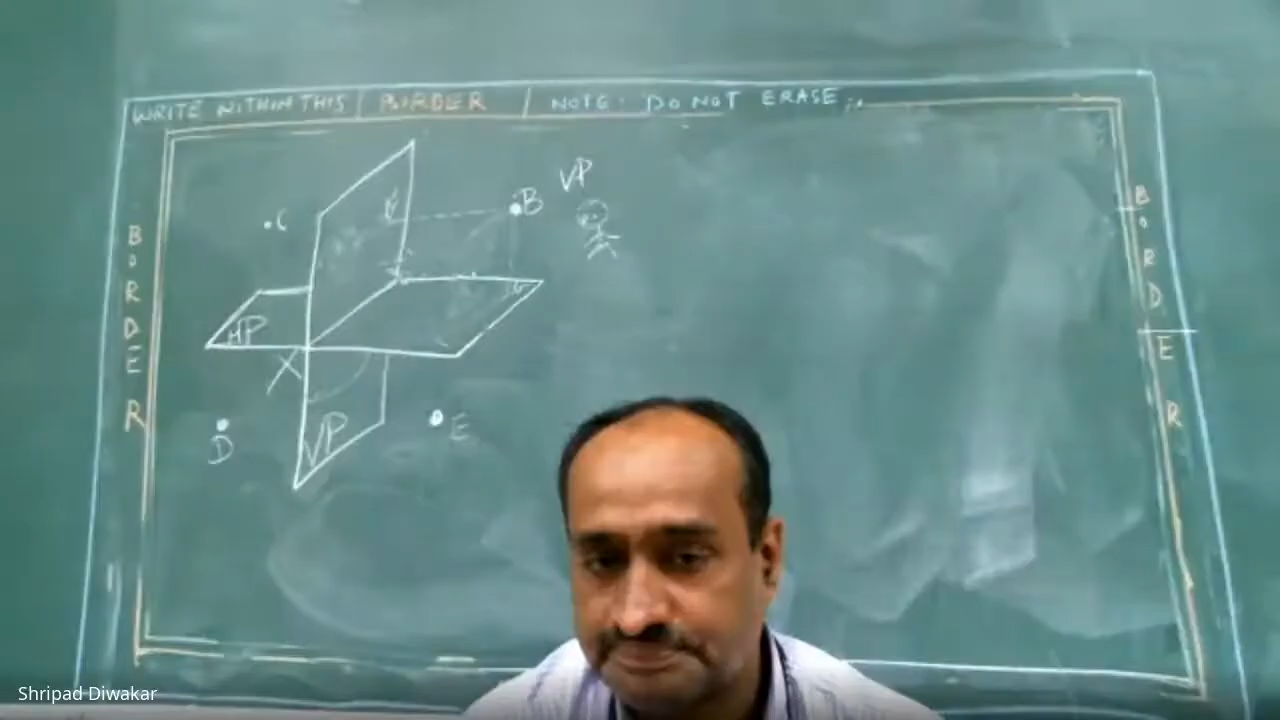 WRITE WITHIN THIS | BORDER | NOTE: DO NOT ERASE
BORDER
BORDER
VP
B
C
HP
X
VP
D
E
Shripad Diwakar